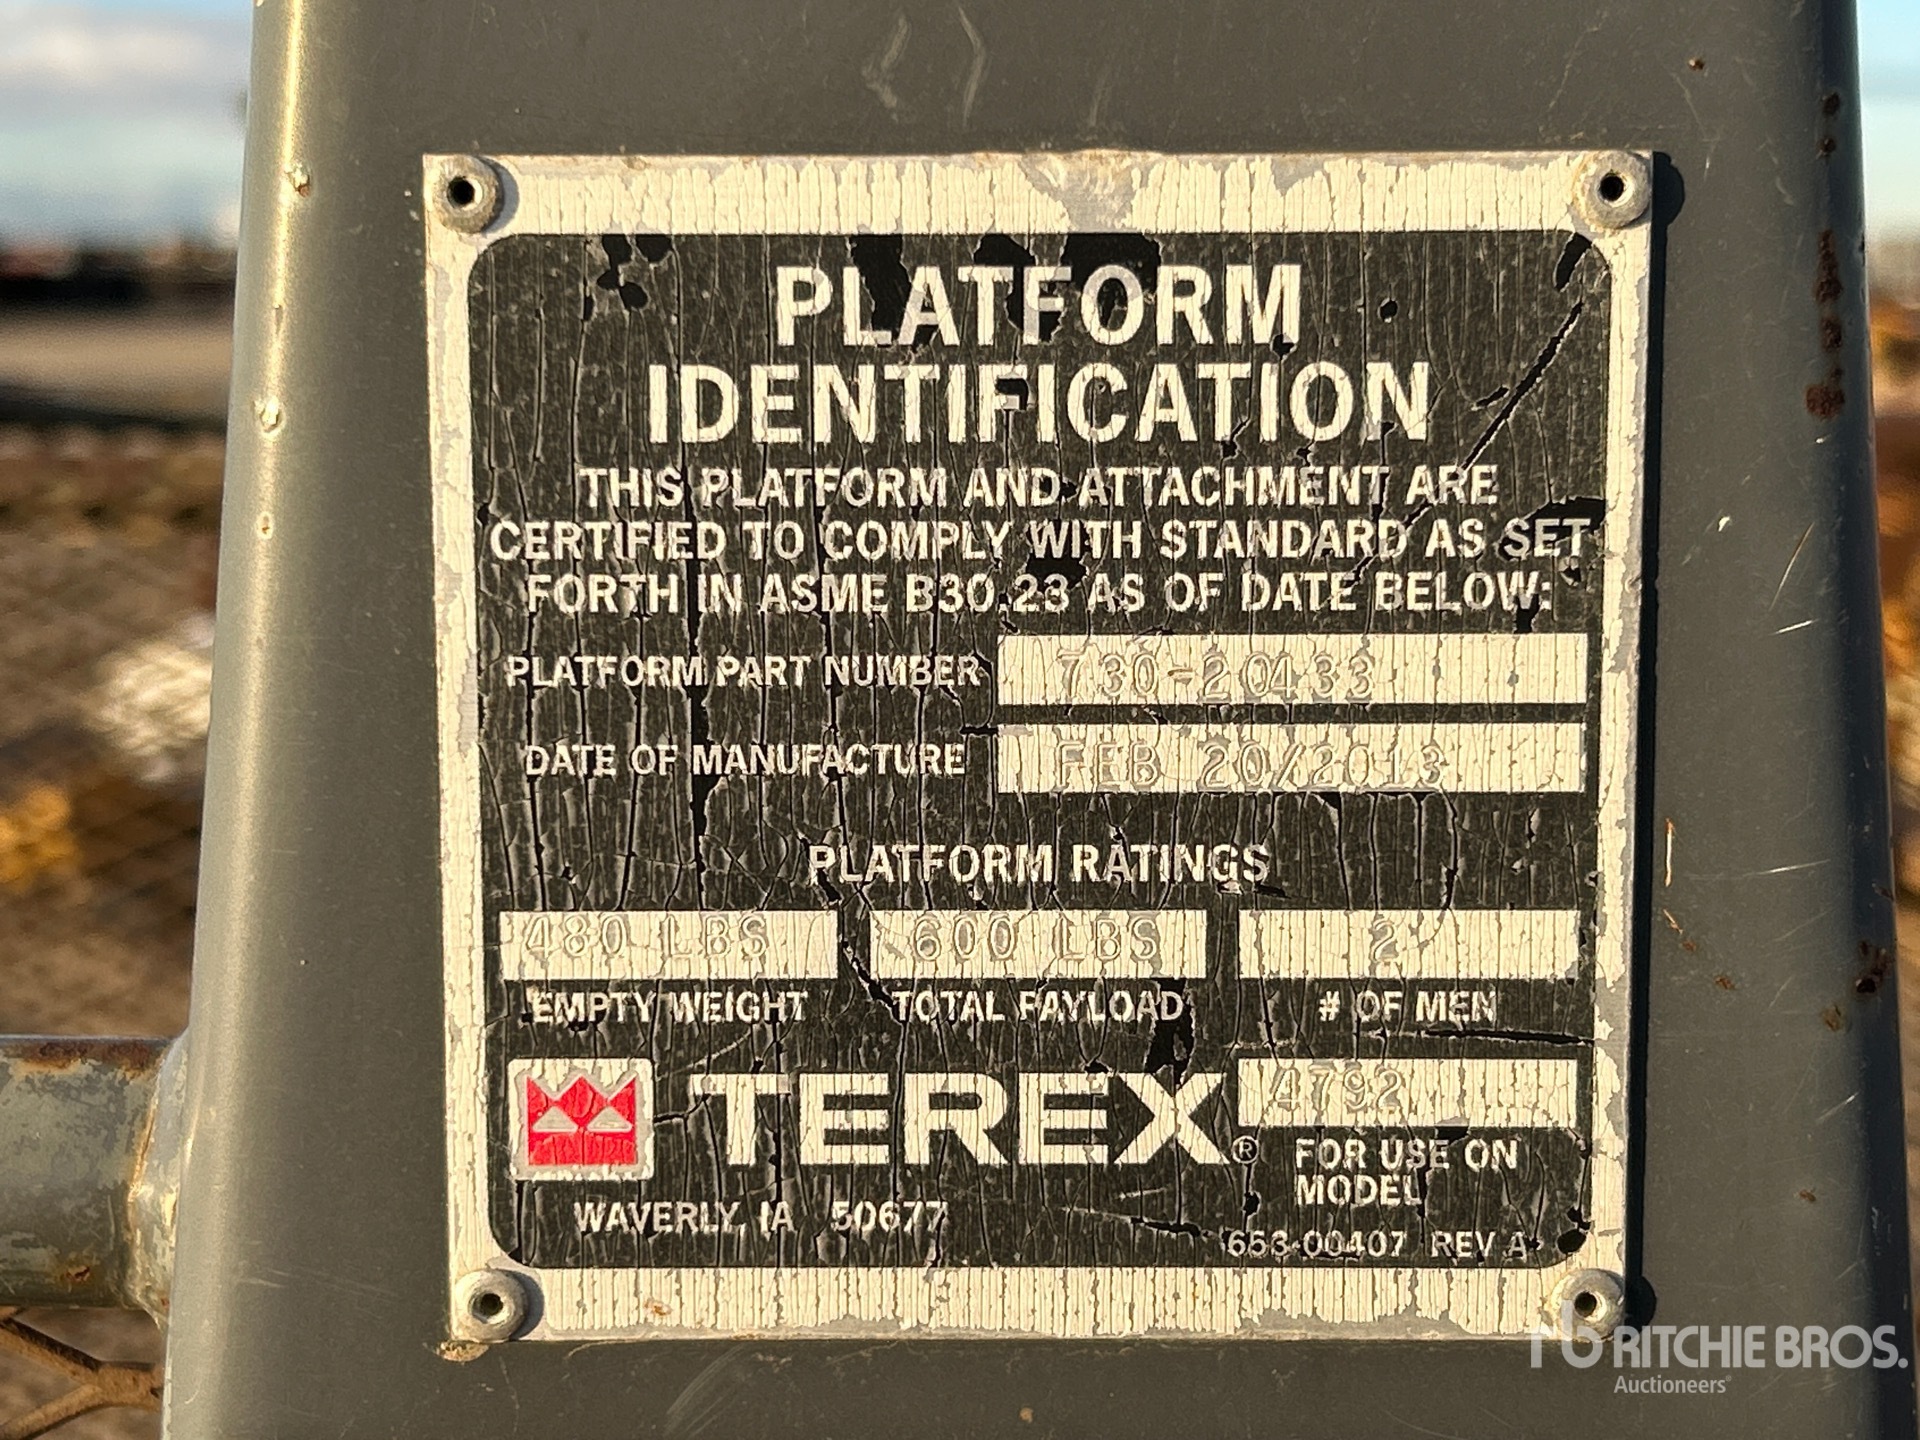 PLATFORM
IDENTIFICATION
THIS PLATFORM AND ATTACHMENT ARE
CERTIFIED TO COMPLY WITH STANDARD AS SET
FORTH IN ASME B30.23 AS OF DATE BELOW:
PLATFORM PART NUMBER 730-20433
DATE OF MANUFACTURE FEB 20/2013
PLATFORM RATINGS
480 LBS 600 LBS 2
EMPTY WEIGHT TOTAL PAYLOAD # OF MEN
TEREX® 4792
FOR USE ON
MODEL
WAVERLY, IA 50677
653-00407 REV A
rb RITCHIE BROS.
Auctioneers®